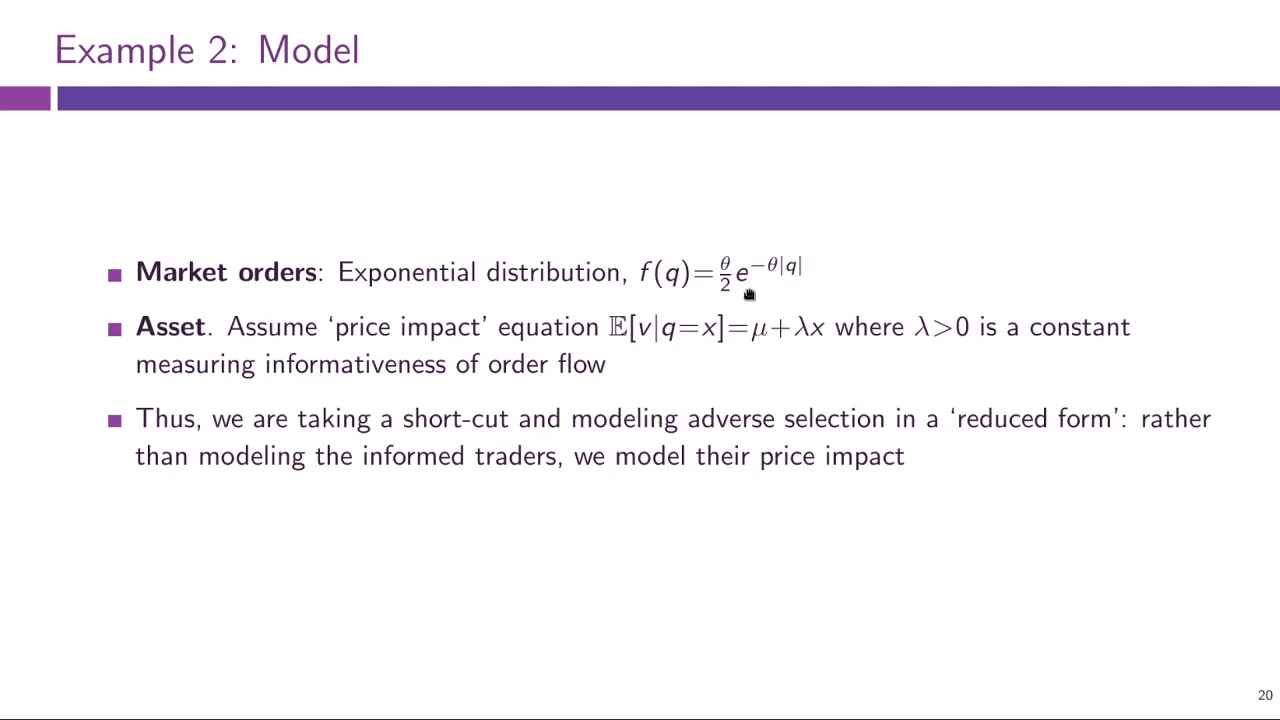 Example 2: Model
Market orders: Exponential distribution, f(q)=θ/2 e^{−θ|q|}
Asset. Assume ‘price impact’ equation 𝔼[v|q=x]=μ+λx where λ>0 is a constant
measuring informativeness of order flow
Thus, we are taking a short-cut and modeling adverse selection in a ‘reduced form’: rather
than modeling the informed traders, we model their price impact
20